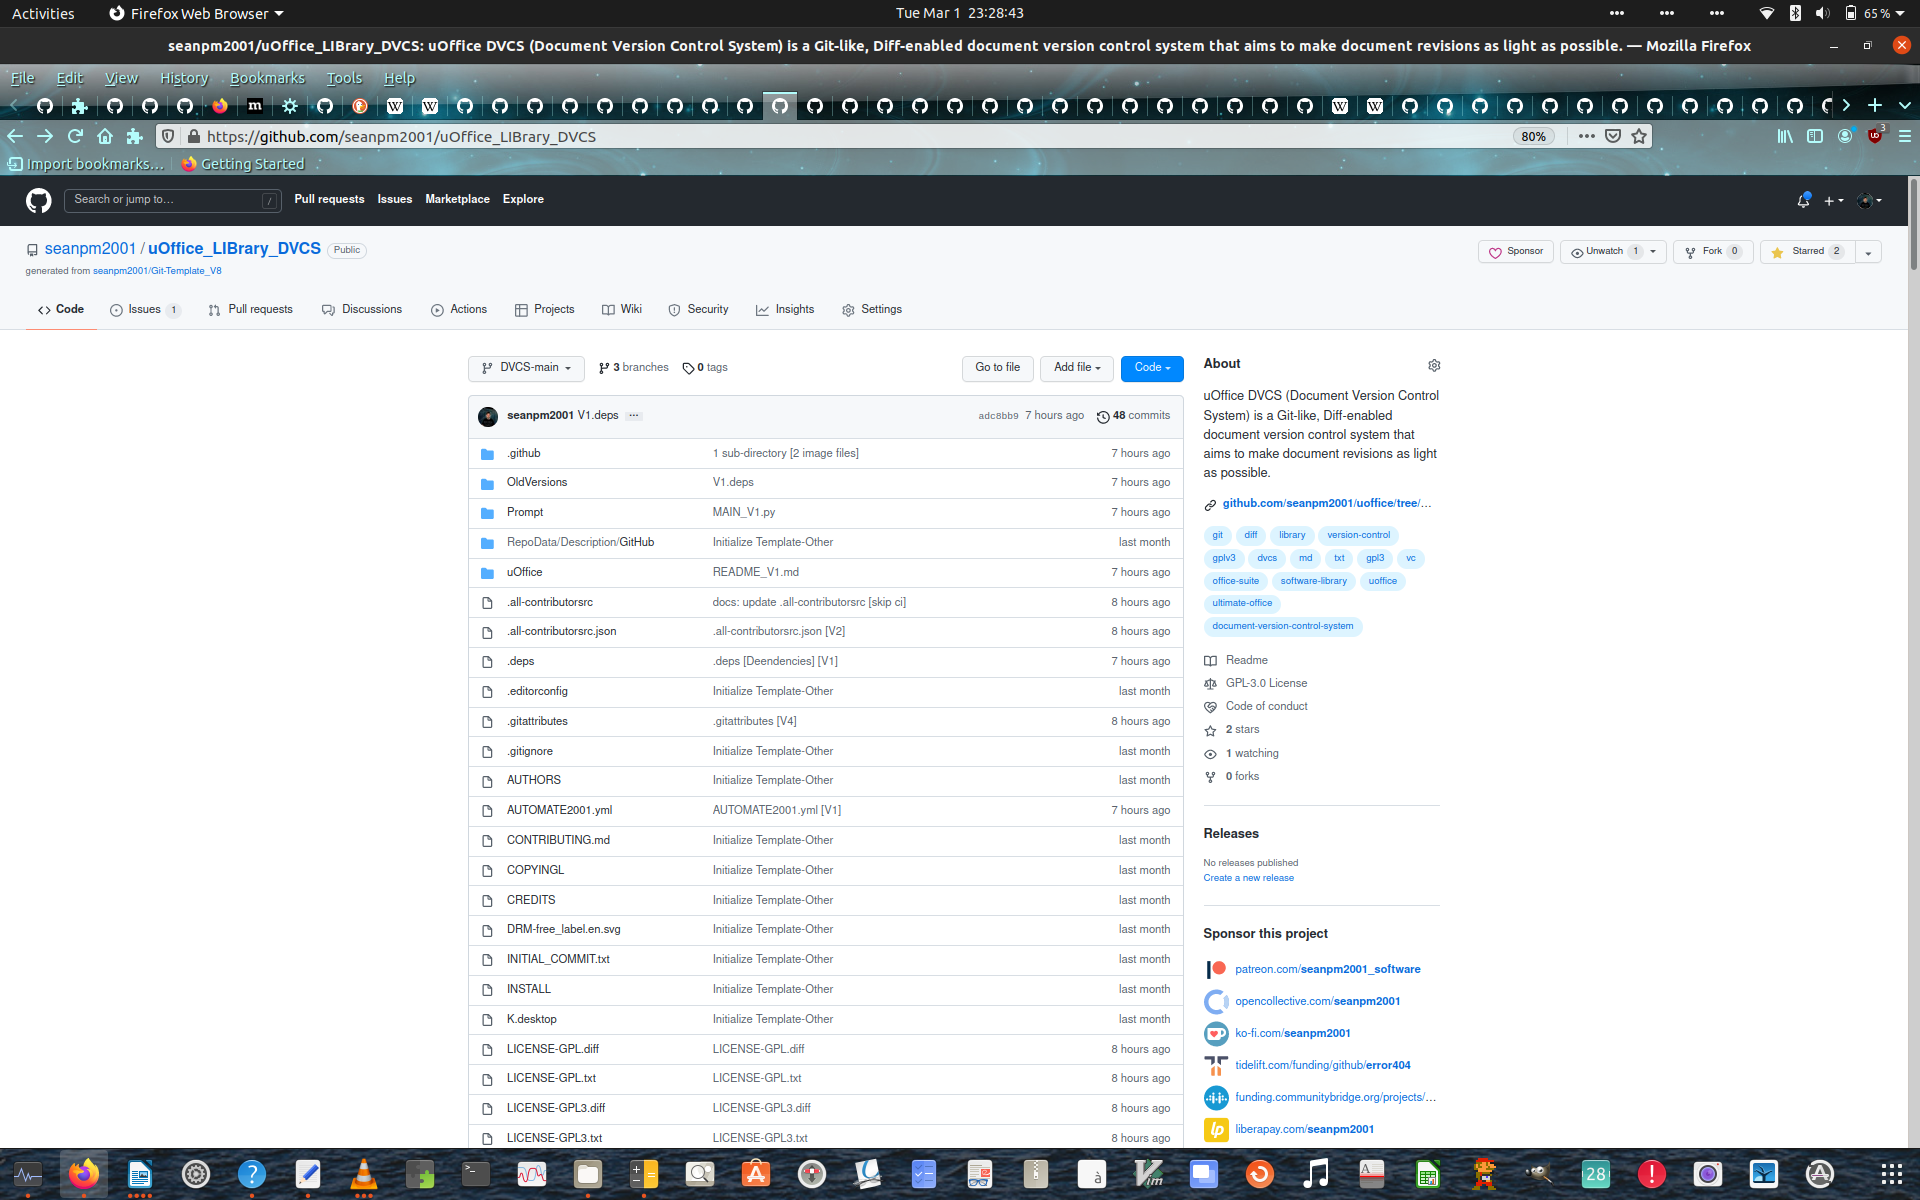 Activities Firefox Web Browser Tue Mar 1 23:28:43 65 %
seanpm2001/uOffice_LIBrary_DVCS: uOffice DVCS (Document Version Control System) is a Git-like, Diff-enabled document version control system that aims to make document revisions as light as possible. — Mozilla Firefox
File Edit View History Bookmarks Tools Help
https://github.com/seanpm2001/uOffice_LIBrary_DVCS 80% 3
Import bookmarks... Getting Started
Search or jump to... / Pull requests Issues Marketplace Explore
seanpm2001 / uOffice_LIBrary_DVCS Public Sponsor Unwatch 1 Fork 0 Starred 2
generated from seanpm2001/Git-Template_V8
Code Issues 1 Pull requests Discussions Actions Projects Wiki Security Insights Settings
DVCS-main 3 branches 0 tags Go to file Add file Code
seanpm2001 V1.deps ... adc8bb9 7 hours ago 48 commits
.github 1 sub-directory [2 image files] 7 hours ago
OldVersions V1.deps 7 hours ago
Prompt MAIN_V1.py 7 hours ago
RepoData/Description/GitHub Initialize Template-Other last month
uOffice README_V1.md 7 hours ago
.all-contributorsrc docs: update .all-contributorsrc [skip ci] 8 hours ago
.all-contributorsrc.json .all-contributorsrc.json [V2] 8 hours ago
.deps .deps [Deendencies] [V1] 7 hours ago
.editorconfig Initialize Template-Other last month
.gitattributes .gitattributes [V4] 8 hours ago
.gitignore Initialize Template-Other last month
AUTHORS Initialize Template-Other last month
AUTOMATE2001.yml AUTOMATE2001.yml [V1] 7 hours ago
CONTRIBUTING.md Initialize Template-Other last month
COPYINGL Initialize Template-Other last month
CREDITS Initialize Template-Other last month
DRM-free_label.en.svg Initialize Template-Other last month
INITIAL_COMMIT.txt Initialize Template-Other last month
INSTALL Initialize Template-Other last month
K.desktop Initialize Template-Other last month
LICENSE-GPL.diff LICENSE-GPL.diff 8 hours ago
LICENSE-GPL.txt LICENSE-GPL.txt 8 hours ago
LICENSE-GPL3.diff LICENSE-GPL3.diff 8 hours ago
LICENSE-GPL3.txt LICENSE-GPL3.txt 8 hours ago
About
uOffice DVCS (Document Version Control
System) is a Git-like, Diff-enabled
document version control system that
aims to make document revisions as light
as possible.
github.com/seanpm2001/uoffice/tree/...
git diff library version-control
gplv3 dvcs md txt gpl3 vc
office-suite software-library uoffice
ultimate-office
document-version-control-system
Readme
GPL-3.0 License
Code of conduct
2 stars
1 watching
0 forks
Releases
No releases published
Create a new release
Sponsor this project
patreon.com/seanpm2001_software
opencollective.com/seanpm2001
ko-fi.com/seanpm2001
tidelift.com/funding/github/error404
funding.communitybridge.org/projects/...
liberapay.com/seanpm2001
28